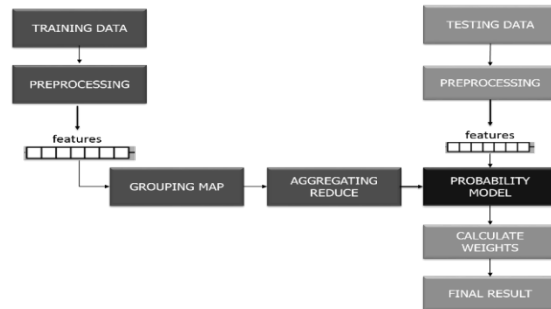 TRAINING DATA
PREPROCESSING
features
GROUPING MAP
AGGREGATING
REDUCE
TESTING DATA
PREPROCESSING
features
PROBABILITY
MODEL
CALCULATE
WEIGHTS
FINAL RESULT